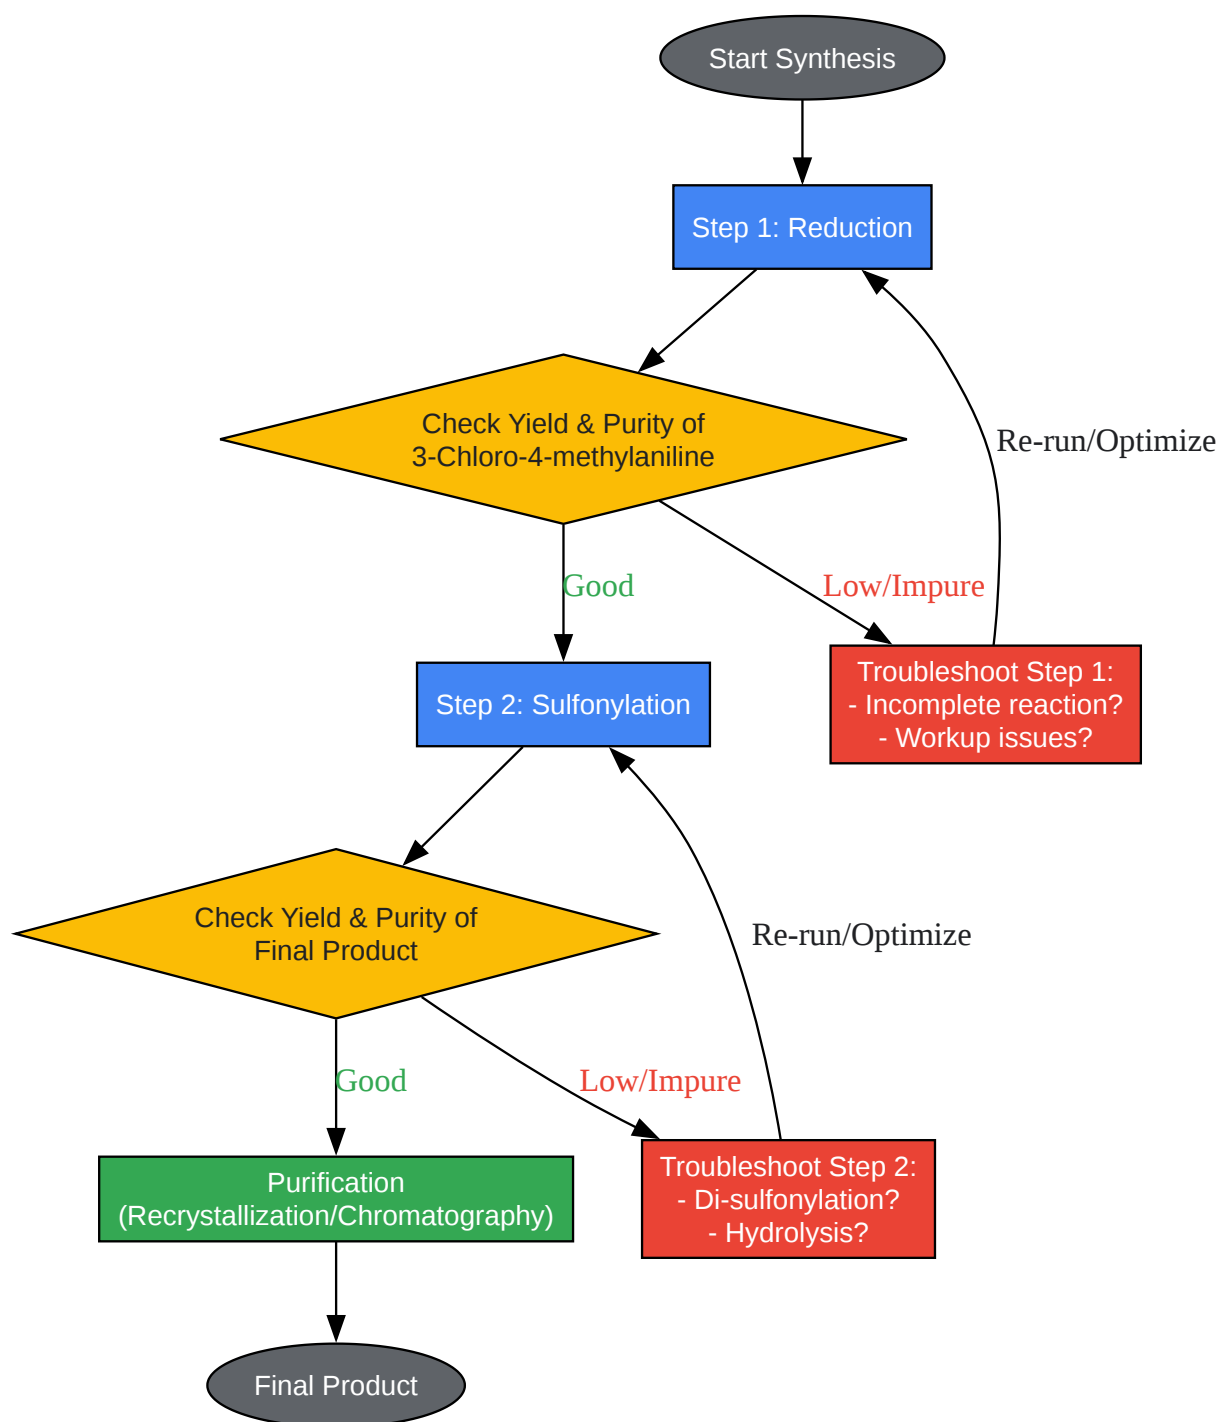 Start Synthesis
Step 1: Reduction
Check Yield & Purity of
3-Chloro-4-methylaniline
Re-run/Optimize
Good
Low/Impure
Troubleshoot Step 1:
- Incomplete reaction?
- Workup issues?
Step 2: Sulfonylation
Check Yield & Purity of
Final Product
Re-run/Optimize
Good
Low/Impure
Troubleshoot Step 2:
- Di-sulfonylation?
- Hydrolysis?
Purification
(Recrystallization/Chromatography)
Final Product